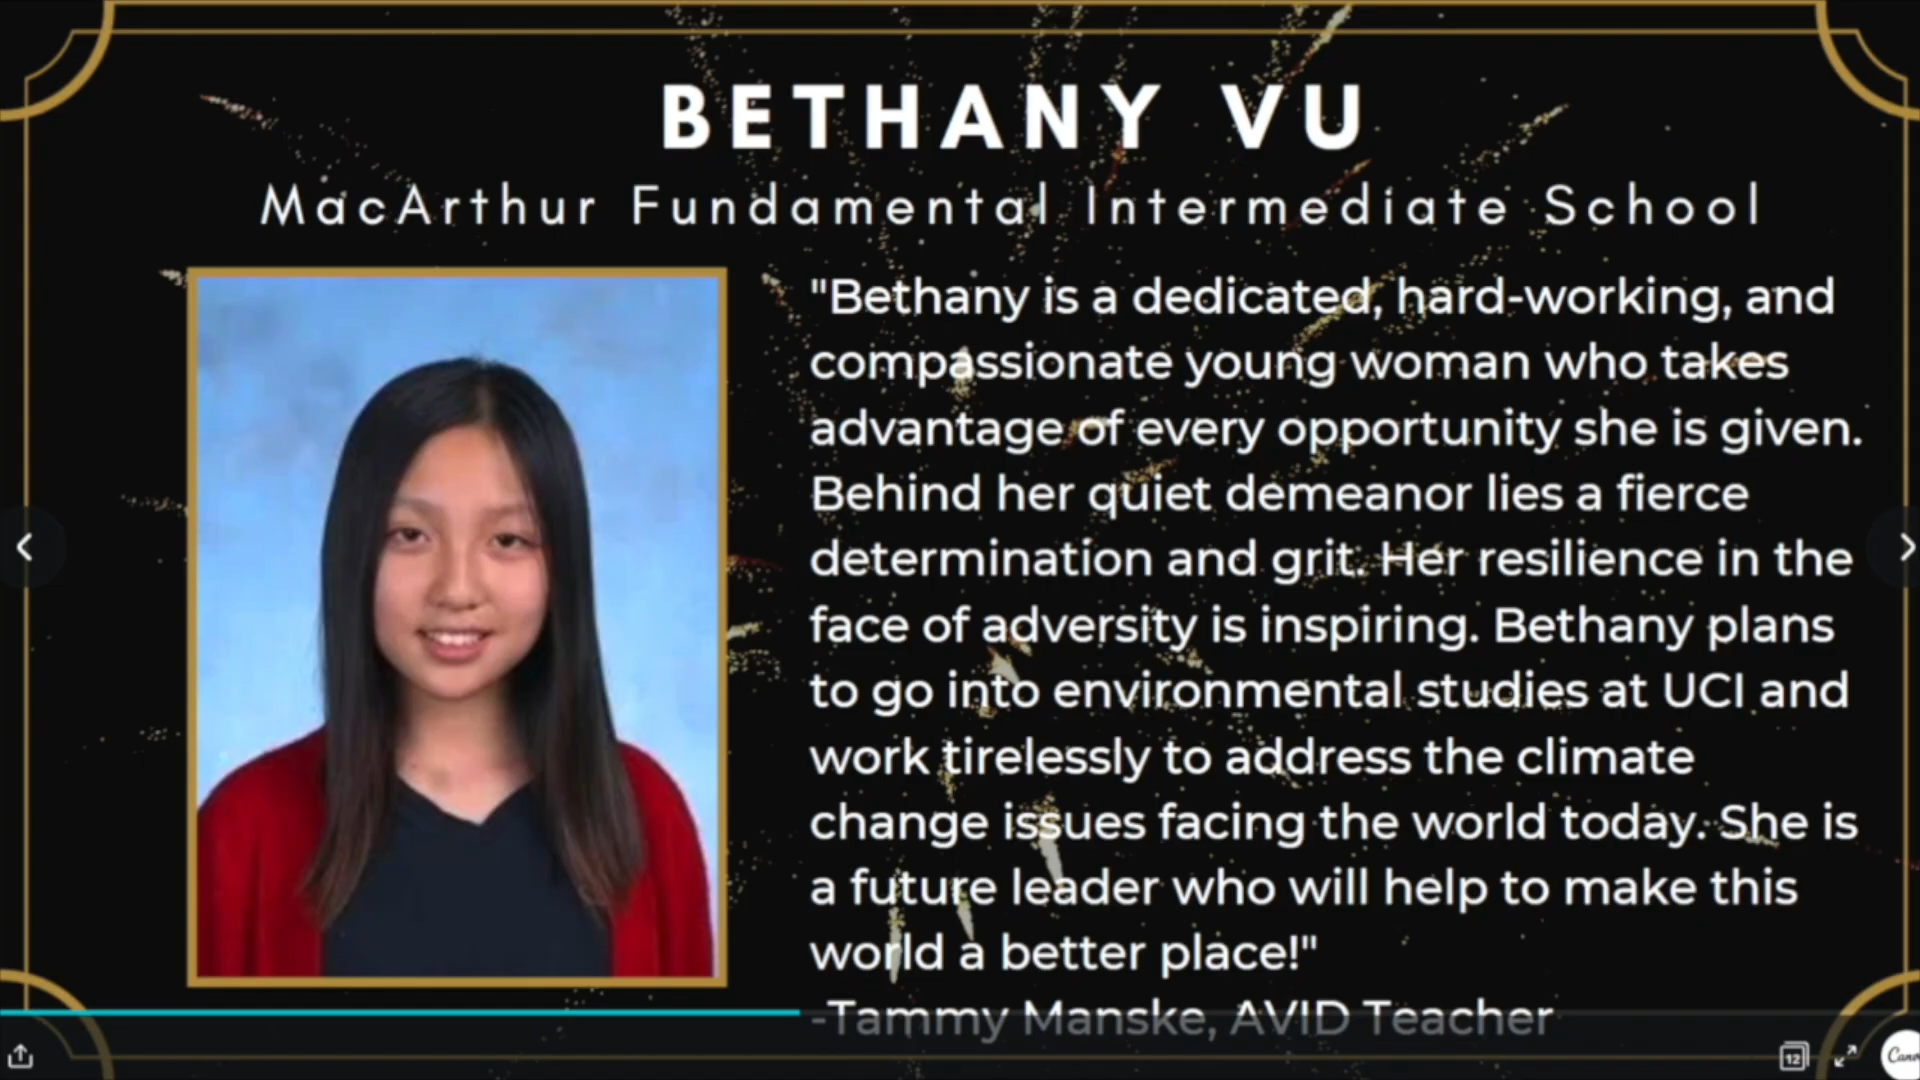 BETHANY VU
MacArthur Fundamental Intermediate School
"Bethany is a dedicated, hard-working, and
compassionate young woman who takes
advantage of every opportunity she is given.
Behind her quiet demeanor lies a fierce
determination and grit. Her resilience in the
face of adversity is inspiring. Bethany plans
to go into environmental studies at UCI and
work tirelessly to address the climate
change issues facing the world today. She is
a future leader who will help to make this
world a better place!"
-Tammy Manske, AVID Teacher
12